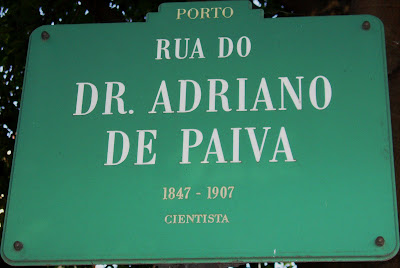 PORTO
RUA DO
DR. ADRIANO
DE PAIVA
1847 - 1907
CIENTISTA